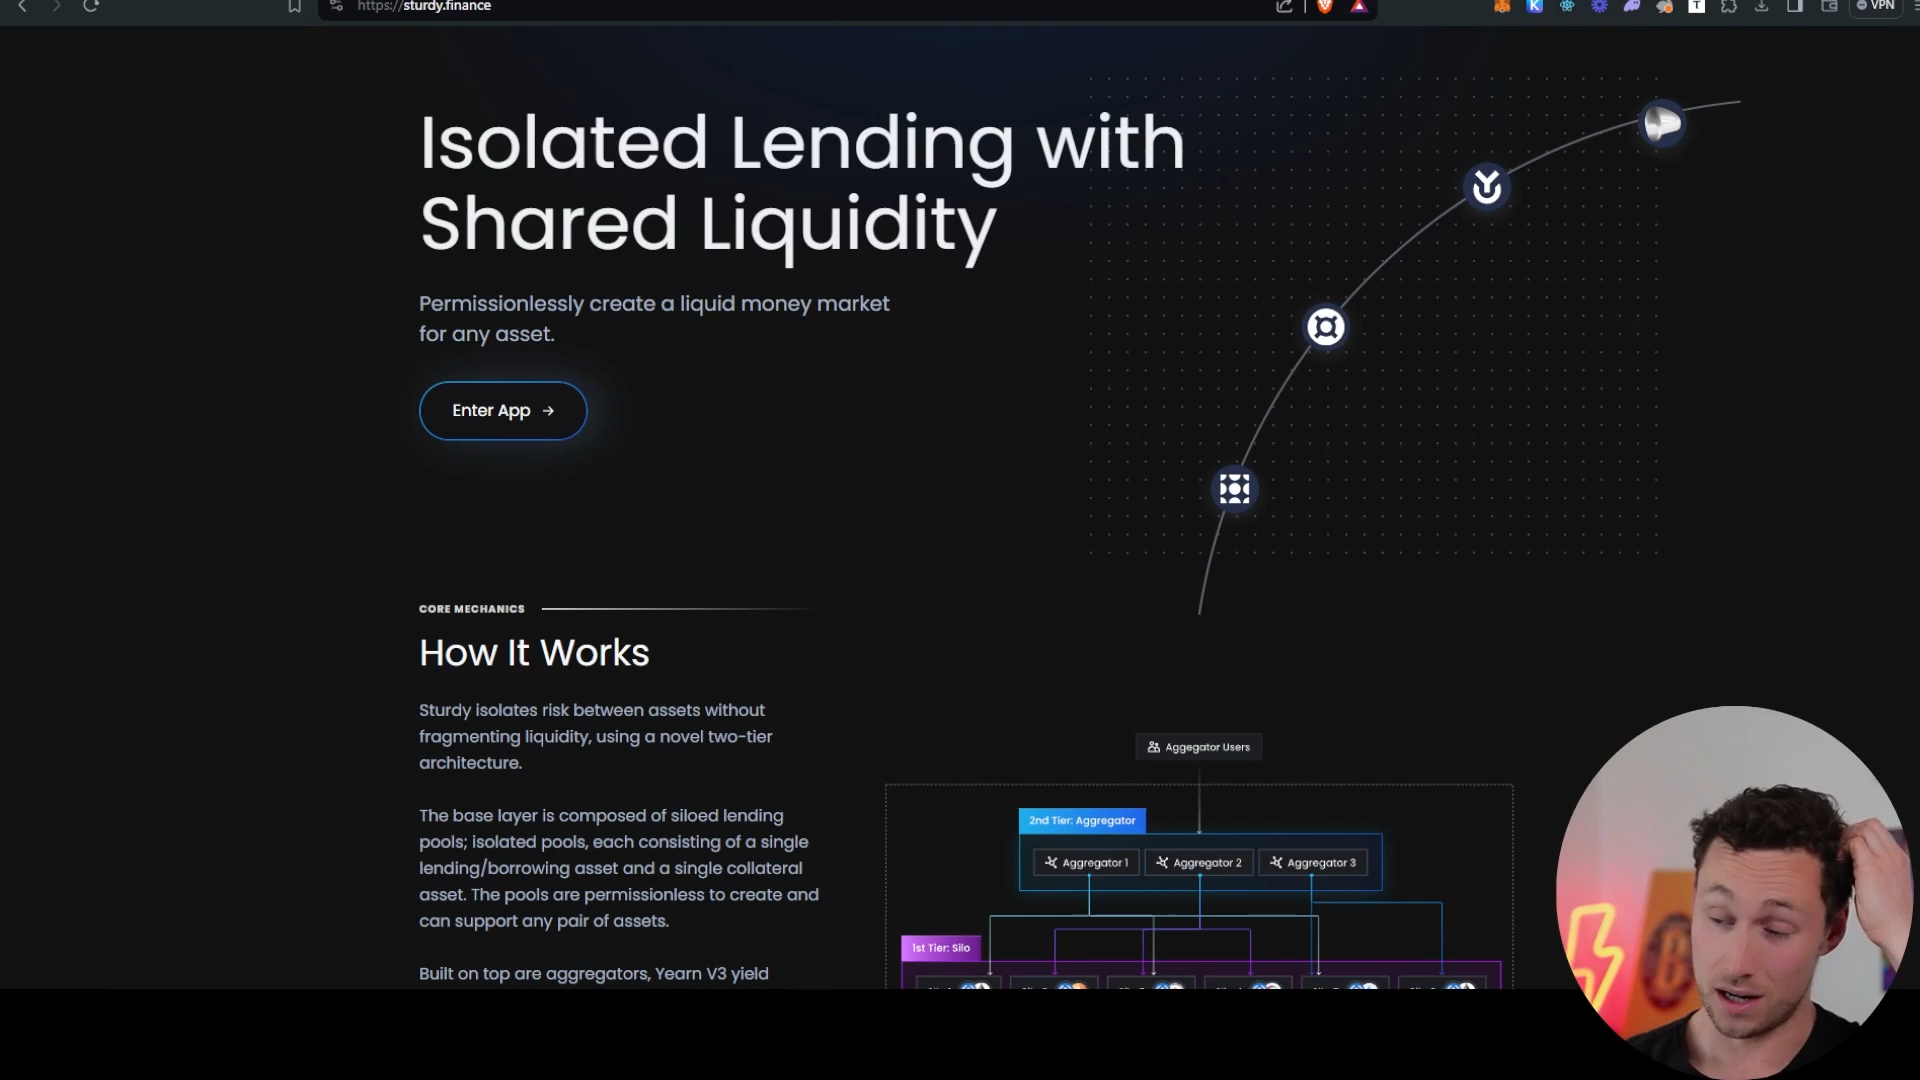 https://sturdy.finance
VPN
Isolated Lending with
Shared Liquidity
Permissionlessly create a liquid money market
for any asset.
Enter App →
CORE MECHANICS
How It Works
Sturdy isolates risk between assets without
fragmenting liquidity, using a novel two-tier
architecture.
The base layer is composed of siloed lending
pools; isolated pools, each consisting of a single
lending/borrowing asset and a single collateral
asset. The pools are permissionless to create and
can support any pair of assets.
Built on top are aggregators, Yearn V3 yield
Aggegator Users
2nd Tier: Aggregator
Aggregator 1
Aggregator 2
Aggregator 3
1st Tier: Silo